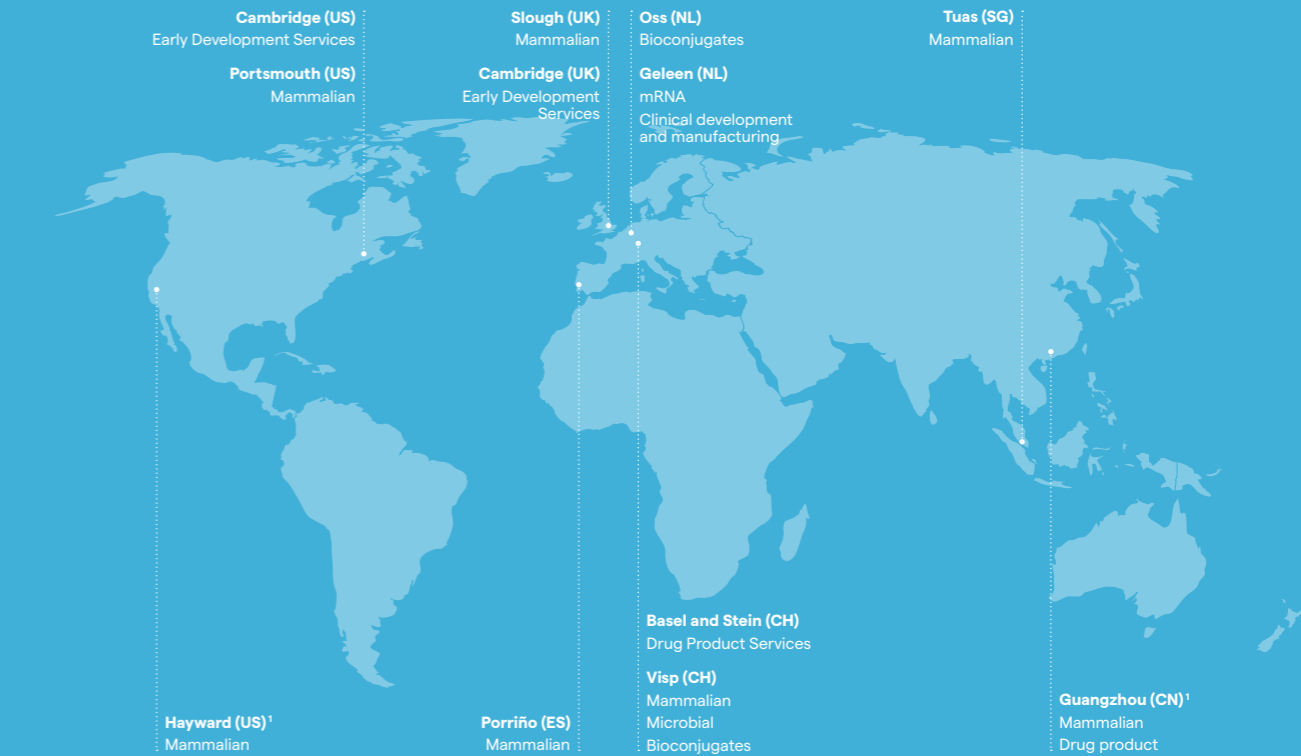 Cambridge (US)
Early Development Services
Portsmouth (US)
Mammalian
Slough (UK)
Mammalian
Cambridge (UK)
Early Development
Services
Oss (NL)
Bioconjugates
Geleen (NL)
mRNA
Clinical development
and manufacturing
Tuas (SG)
Mammalian
Hayward (US)¹
Mammalian
Porriño (ES)
Mammalian
Basel and Stein (CH)
Drug Product Services
Visp (CH)
Mammalian
Microbial
Bioconjugates
Guangzhou (CN)¹
Mammalian
Drug product